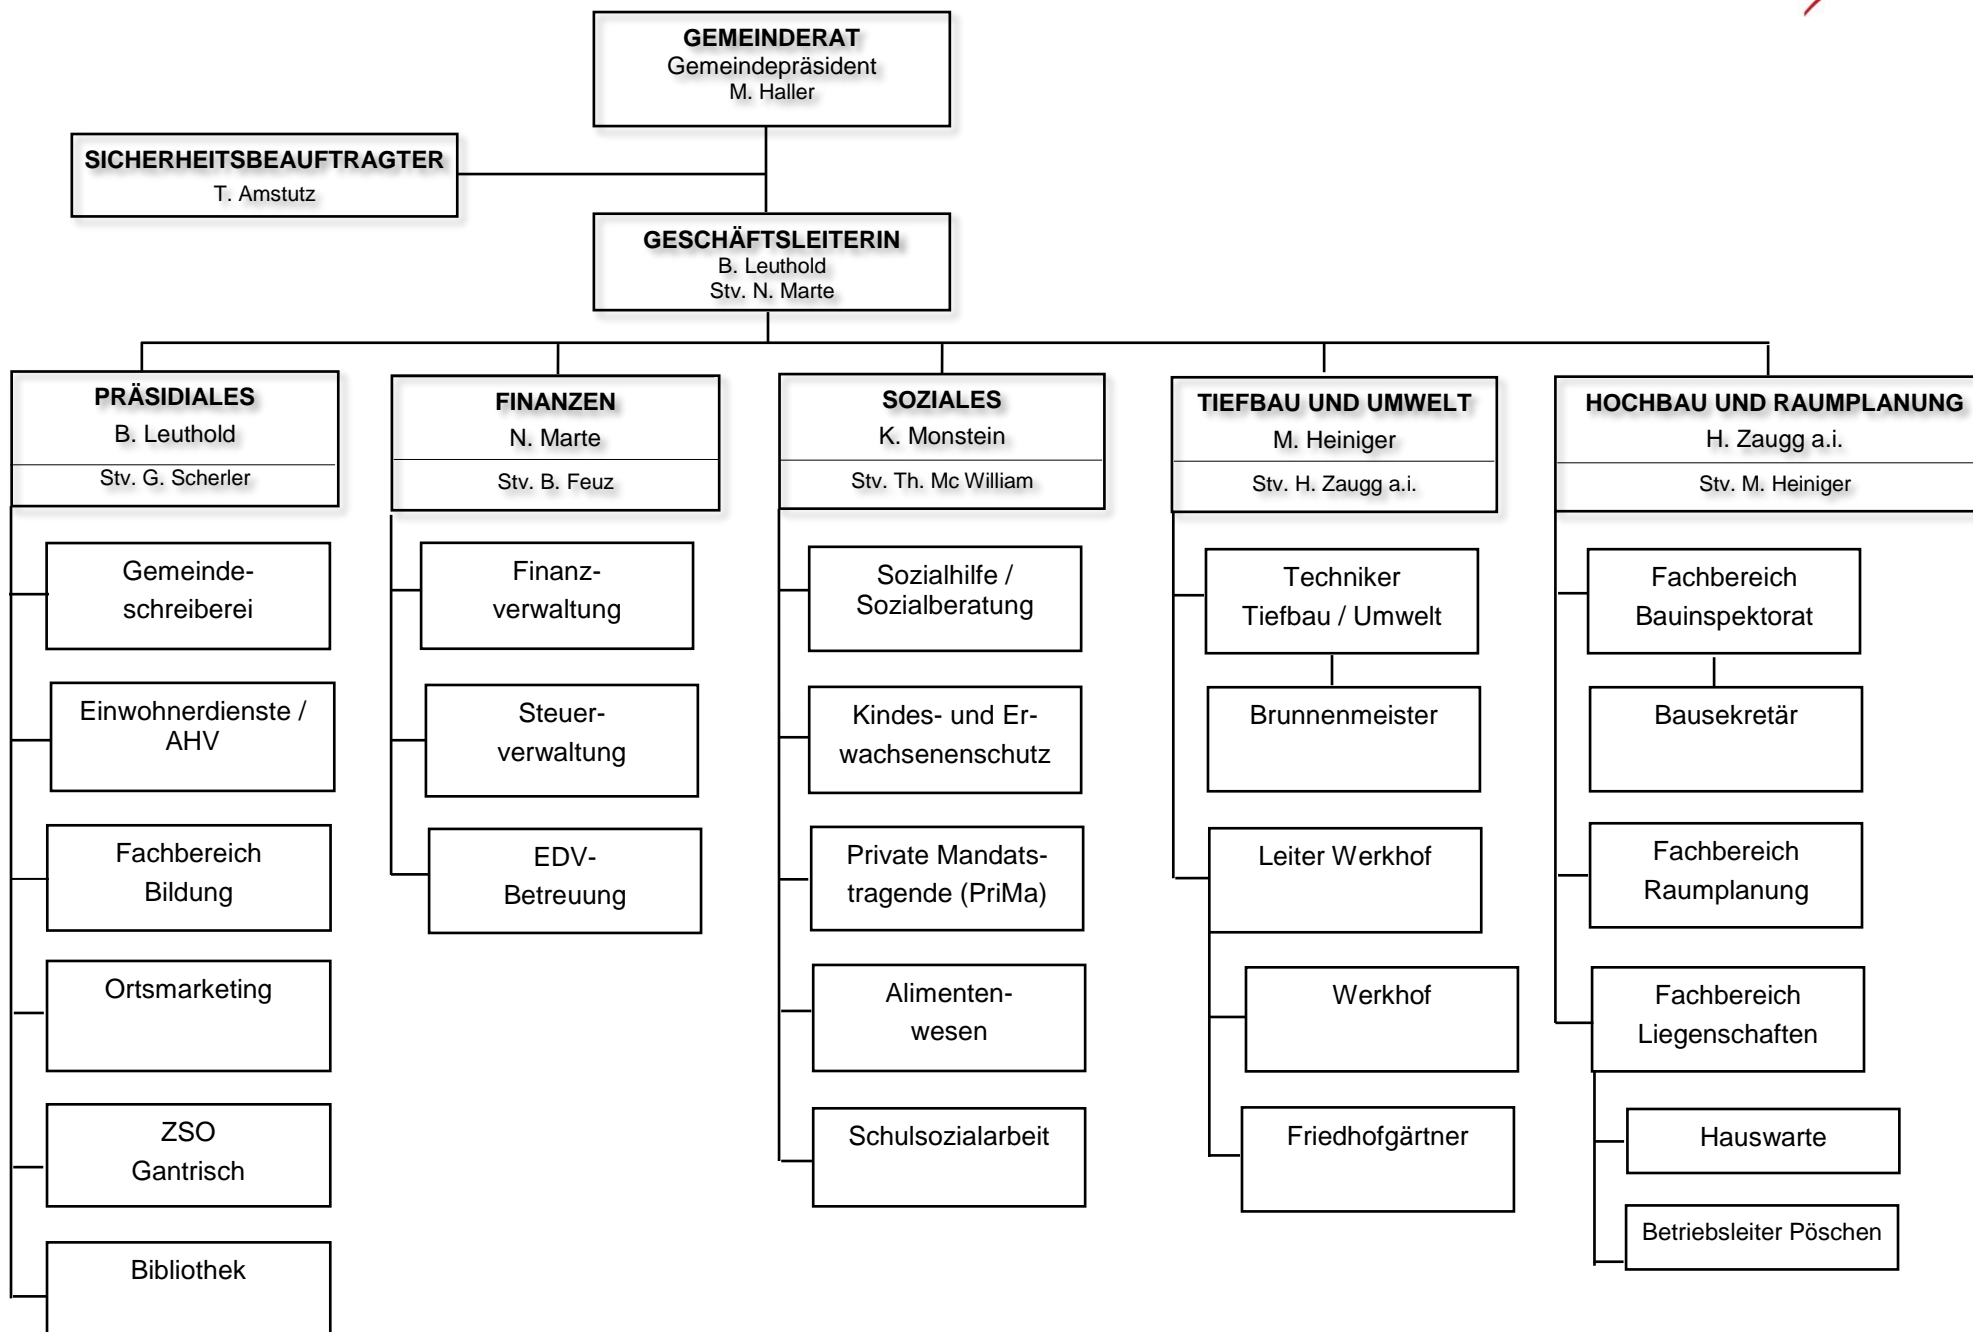 GEMEINDERAT
Gemeindepräsident
M. Haller
SICHERHEITSBEAUFTRAGTER
T. Amstutz
GESCHÄFTSLEITERIN
B. Leuthold
Stv. N. Marte
PRÄSIDIALES
B. Leuthold
Stv. G. Scherler
Gemeinde-
schreiberei
Einwohnerdienste /
AHV
Fachbereich
Bildung
Ortsmarketing
ZSO
Gantrisch
Bibliothek
FINANZEN
N. Marte
Stv. B. Feuz
Finanz-
verwaltung
Steuer-
verwaltung
EDV-
Betreuung
SOZIALES
K. Monstein
Stv. Th. Mc William
Sozialhilfe /
Sozialberatung
Kindes- und Er-
wachsenenschutz
Private Mandats-
tragende (PriMa)
Alimenten-
wesen
Schulsozialarbeit
TIEFBAU UND UMWELT
M. Heiniger
Stv. H. Zaugg a.i.
Techniker
Tiefbau / Umwelt
Brunnenmeister
Leiter Werkhof
Werkhof
Friedhofgärtner
HOCHBAU UND RAUMPLANUNG
H. Zaugg a.i.
Stv. M. Heiniger
Fachbereich
Bauinspektorat
Bausekretär
Fachbereich
Raumplanung
Fachbereich
Liegenschaften
Hauswarte
Betriebsleiter Pöschen